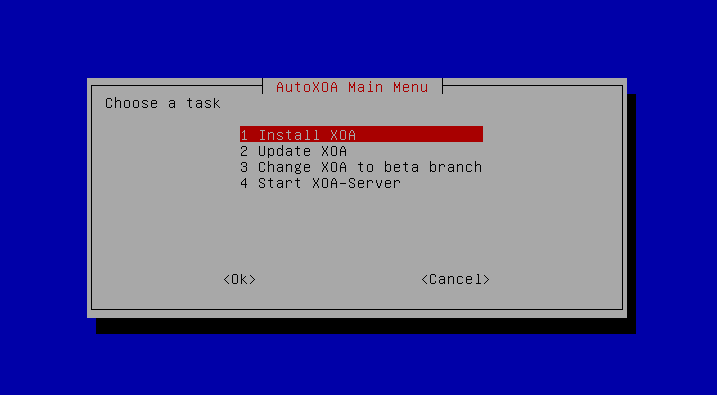 AutoXOA Main Menu
Choose a task
1 Install XOA
2 Update XOA
3 Change XOA to beta branch
4 Start XOA-Server
<Ok> <Cancel>